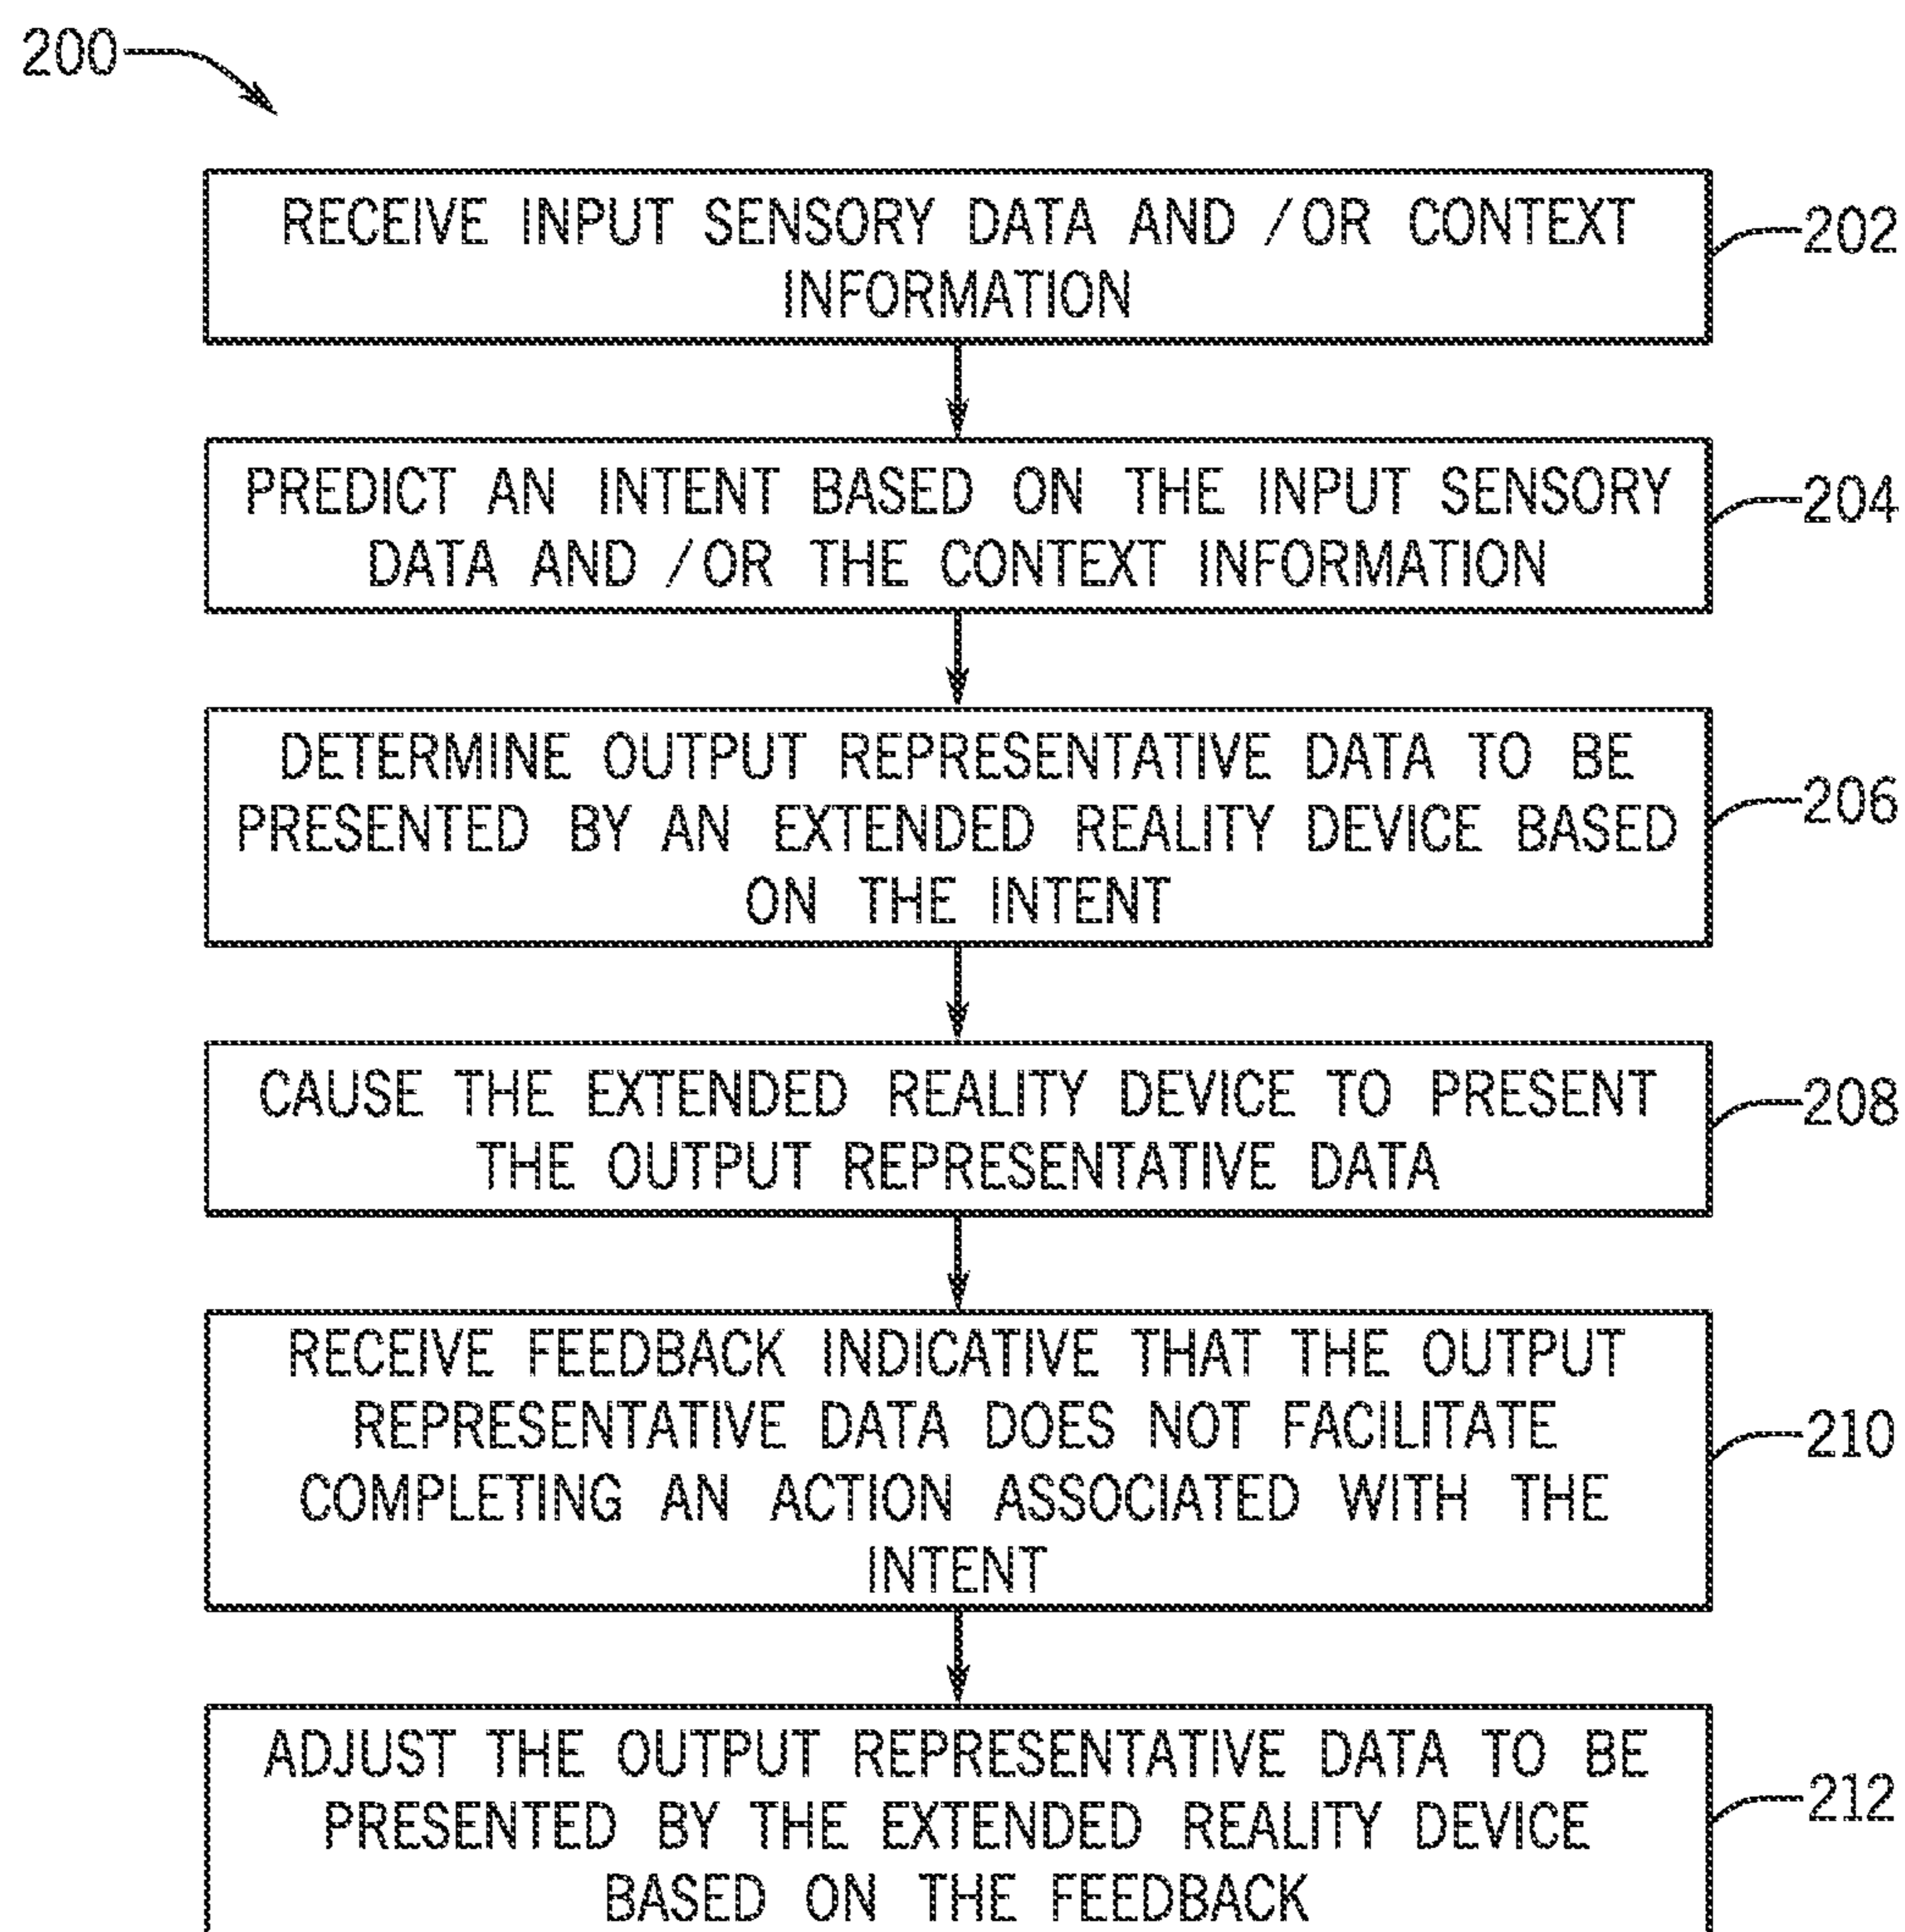 200
RECEIVE INPUT SENSORY DATA AND /OR CONTEXT
INFORMATION
202
PREDICT AN INTENT BASED ON THE INPUT SENSORY
DATA AND /OR THE CONTEXT INFORMATION
204
DETERMINE OUTPUT REPRESENTATIVE DATA TO BE
PRESENTED BY AN EXTENDED REALITY DEVICE BASED
ON THE INTENT
206
CAUSE THE EXTENDED REALITY DEVICE TO PRESENT
THE OUTPUT REPRESENTATIVE DATA
208
RECEIVE FEEDBACK INDICATIVE THAT THE OUTPUT
REPRESENTATIVE DATA DOES NOT FACILITATE
COMPLETING AN ACTION ASSOCIATED WITH THE
INTENT
210
ADJUST THE OUTPUT REPRESENTATIVE DATA TO BE
PRESENTED BY THE EXTENDED REALITY DEVICE
BASED ON THE FEEDBACK
212